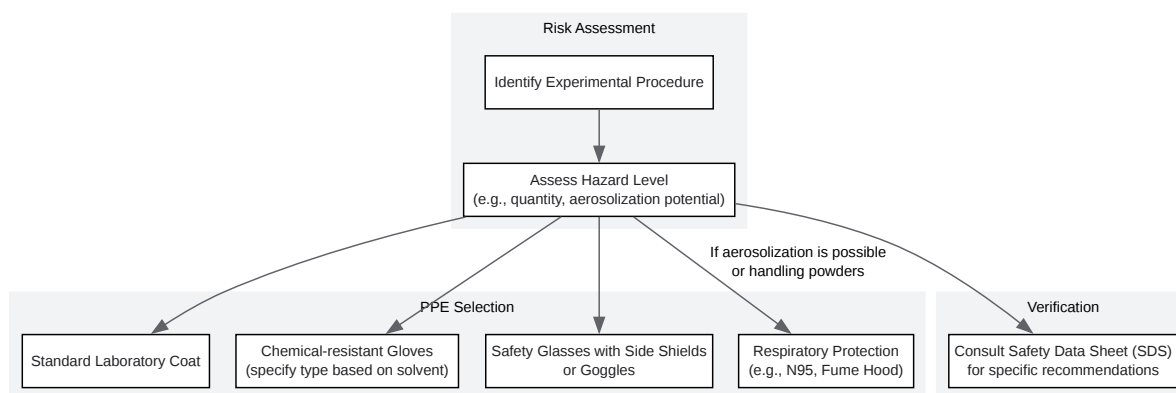 Risk Assessment
Identify Experimental Procedure
Assess Hazard Level
(e.g., quantity, aerosolization potential)
If aerosolization is possible
or handling powders
PPE Selection
Verification
Standard Laboratory Coat
Chemical-resistant Gloves
(specify type based on solvent)
Safety Glasses with Side Shields
or Goggles
Respiratory Protection
(e.g., N95, Fume Hood)
Consult Safety Data Sheet (SDS)
for specific recommendations